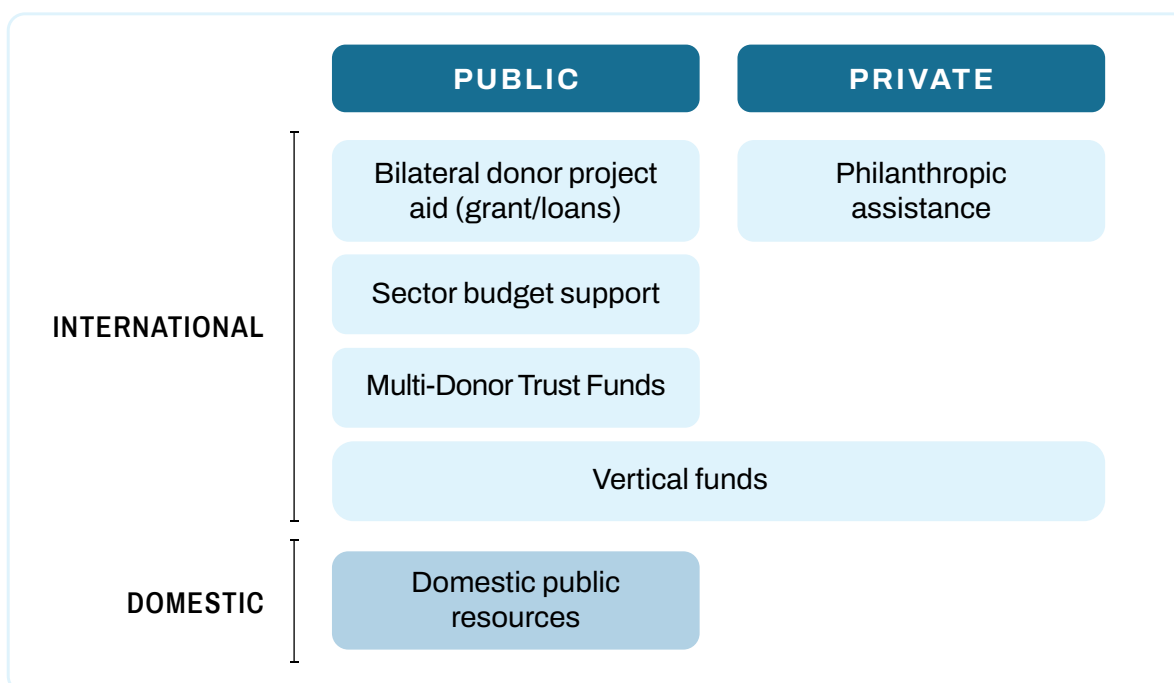 PUBLIC
PRIVATE
INTERNATIONAL
Bilateral donor project
aid (grant/loans)
Philanthropic
assistance
Sector budget support
Multi-Donor Trust Funds
Vertical funds
DOMESTIC
Domestic public
resources